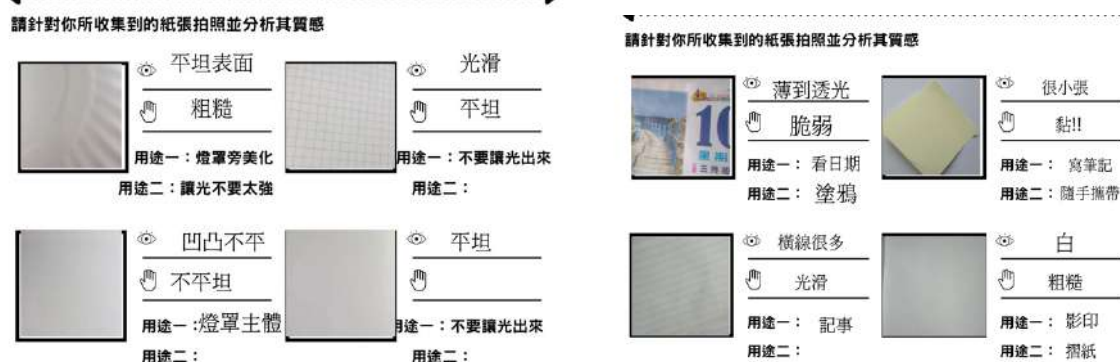 請針對你所收集到的紙張拍照並分析其質感
平坦表面
粗糙
用途一：燈罩旁美化
用途二：讓光不要太強
光滑
平坦
用途一：不要讓光出來
用途二：
凹凸不平
不平坦
用途一：燈罩主體
用途二：
平坦
用途一：不要讓光出來
用途二：
請針對你所收集到的紙張拍照並分析其質感
薄到透光
脆弱
用途一： 看日期
用途二： 塗鴉
很小張
黏!!
用途一： 寫筆記
用途二：隨手攜帶
橫線很多
光滑
用途一： 記事
用途二：
白
粗糙
用途一： 影印
用途二： 摺紙